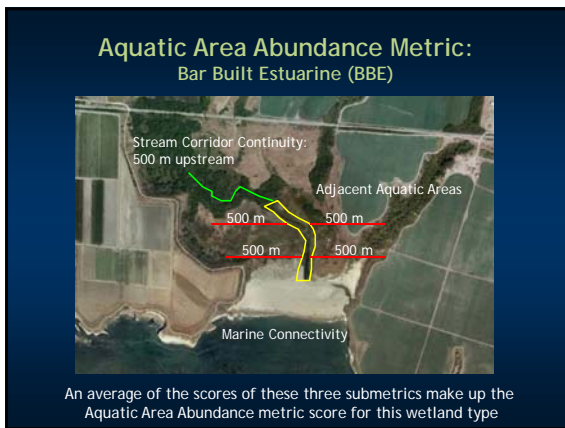 Aquatic Area Abundance Metric:
Bar Built Estuarine (BBE)
Stream Corridor Continuity:
500 m upstream
Adjacent Aquatic Areas
500 m
500 m
500 m
500 m
Marine Connectivity
An average of the scores of these three submetrics make up the
Aquatic Area Abundance metric score for this wetland type